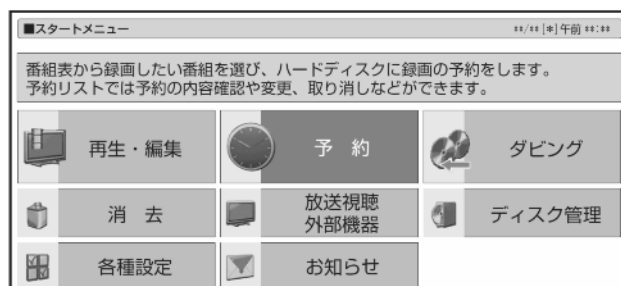 ■スタートメニュー
**/** [*] 午前 **:**
番組表から録画したい番組を選び、ハードディスクに録画の予約をします。
予約リストでは予約の内容確認や変更、取り消しなどができます。
再生・編集
予 約
ダビング
消 去
放送視聴
外部機器
ディスク管理
各種設定
お知らせ